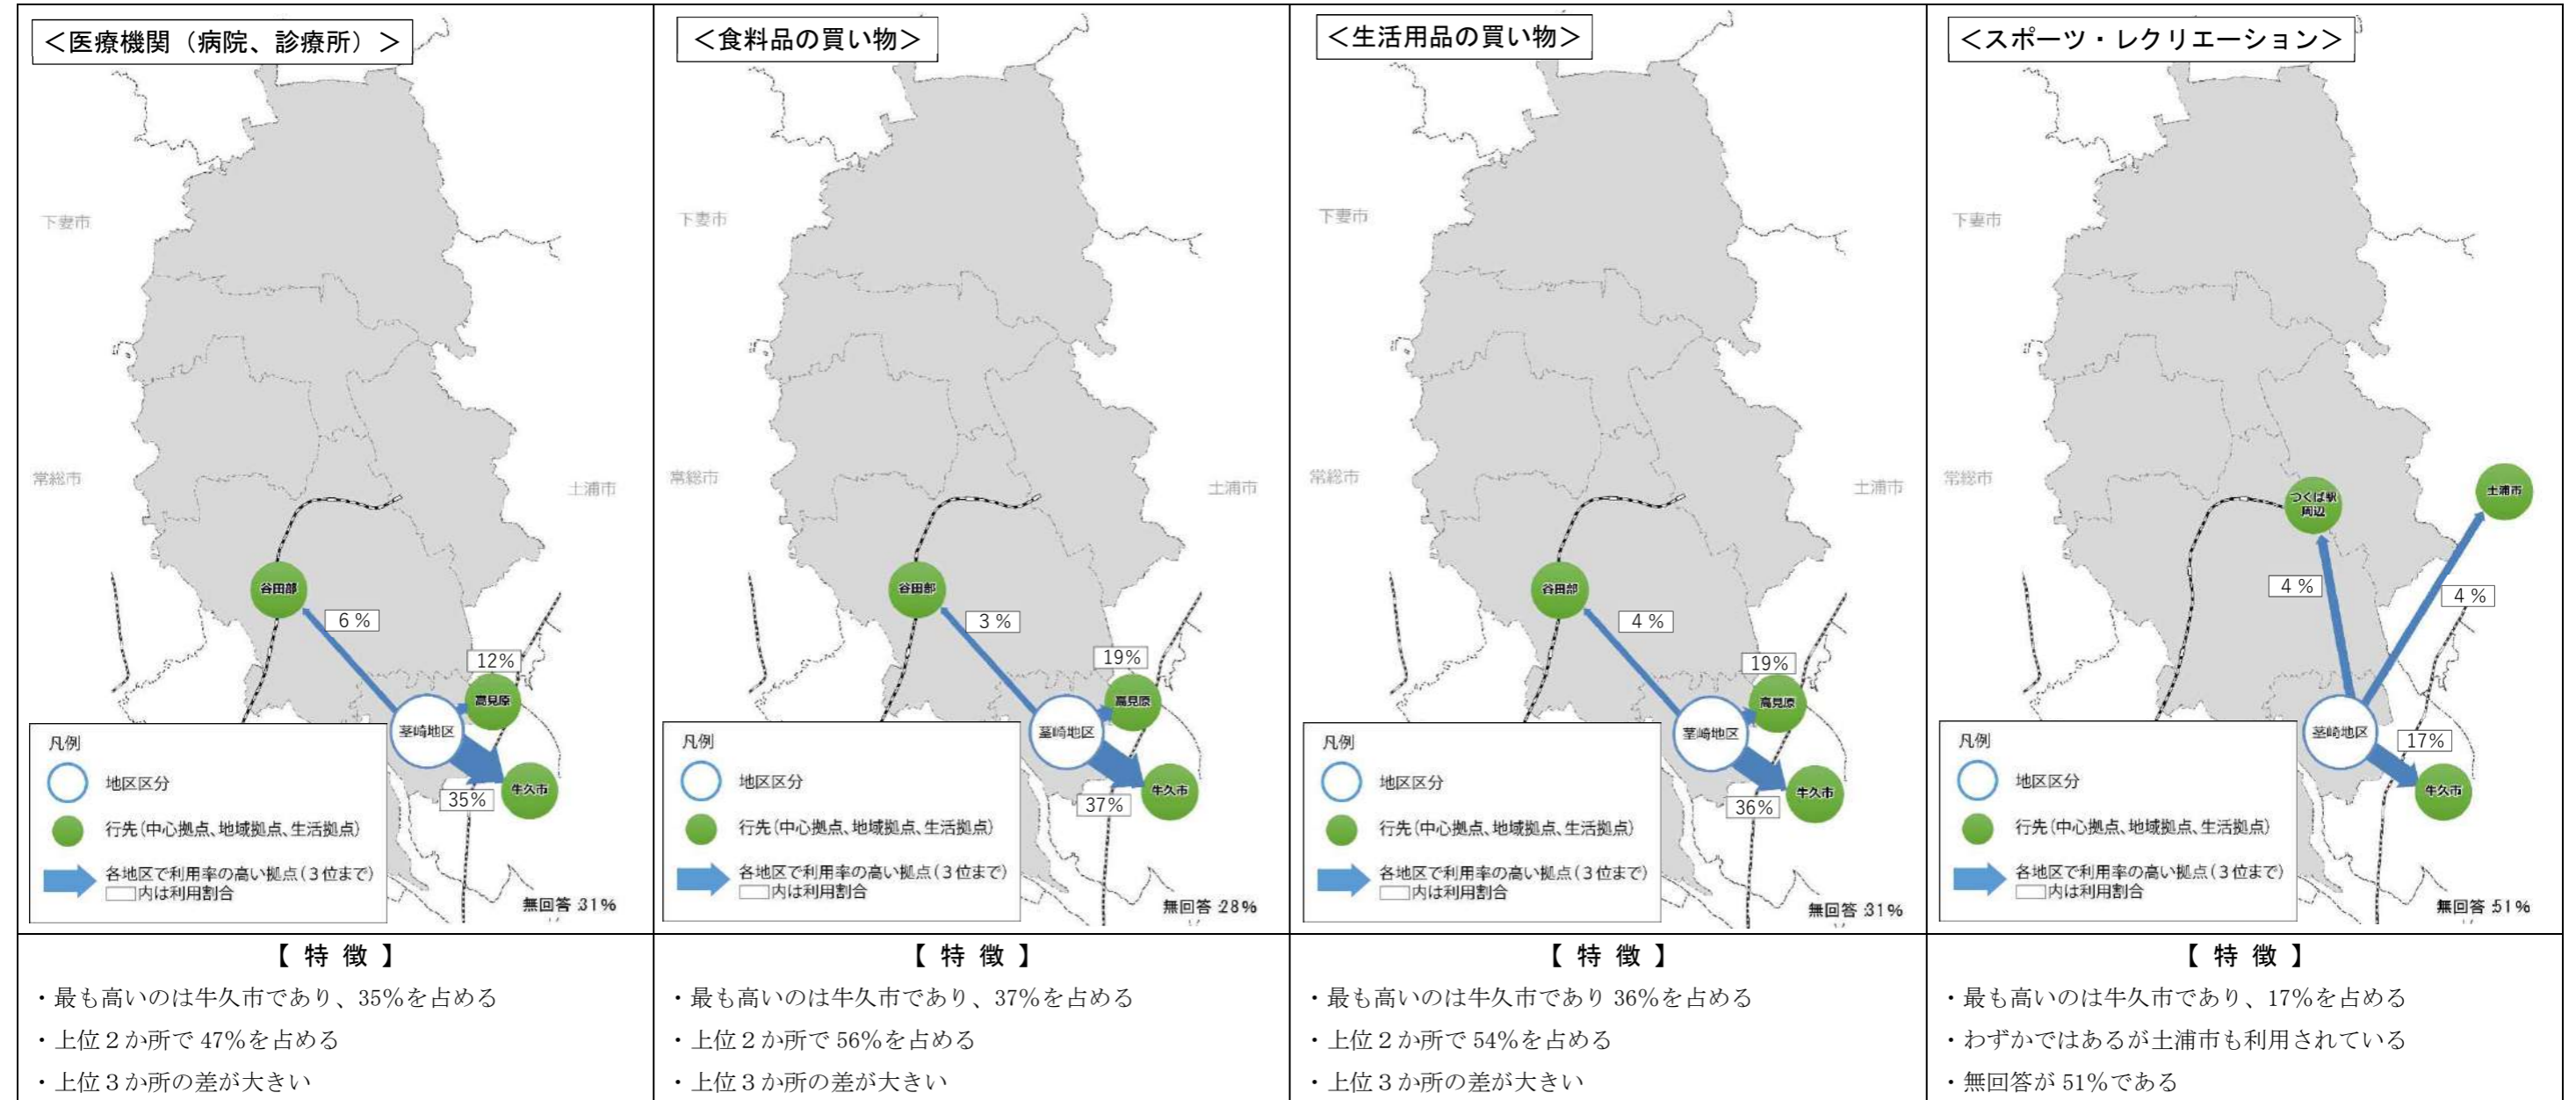 ＜医療機関（病院、診療所）＞
下妻市
常総市
土浦市
谷田部
6％
12％
高見原
茎崎地区
牛久市
35％
凡例
地区区分
行先（中心拠点、地域拠点、生活拠点）
各地区で利用率の高い拠点（３位まで）
内は利用割合
無回答 31％
【 特 徴 】
・最も高いのは牛久市であり、35％を占める
・上位２か所で 47％を占める
・上位３か所の差が大きい
＜食料品の買い物＞
下妻市
常総市
土浦市
谷田部
3％
19％
高見原
茎崎地区
牛久市
37％
凡例
地区区分
行先（中心拠点、地域拠点、生活拠点）
各地区で利用率の高い拠点（３位まで）
内は利用割合
無回答 28％
【 特 徴 】
・最も高いのは牛久市であり、37％を占める
・上位２か所で 56％を占める
・上位３か所の差が大きい
＜生活用品の買い物＞
下妻市
常総市
土浦市
谷田部
4％
19％
高見原
茎崎地区
牛久市
36％
凡例
地区区分
行先（中心拠点、地域拠点、生活拠点）
各地区で利用率の高い拠点（３位まで）
内は利用割合
無回答 31％
【 特 徴 】
・最も高いのは牛久市であり 36％を占める
・上位２か所で 54％を占める
・上位３か所の差が大きい
＜スポーツ・レクリエーション＞
下妻市
常総市
つくば駅
周辺
土浦市
4％
4％
茎崎地区
17％
牛久市
凡例
地区区分
行先（中心拠点、地域拠点、生活拠点）
各地区で利用率の高い拠点（３位まで）
内は利用割合
無回答 51％
【 特 徴 】
・最も高いのは牛久市であり、17％を占める
・わずかではあるが土浦市も利用されている
・無回答が 51％である